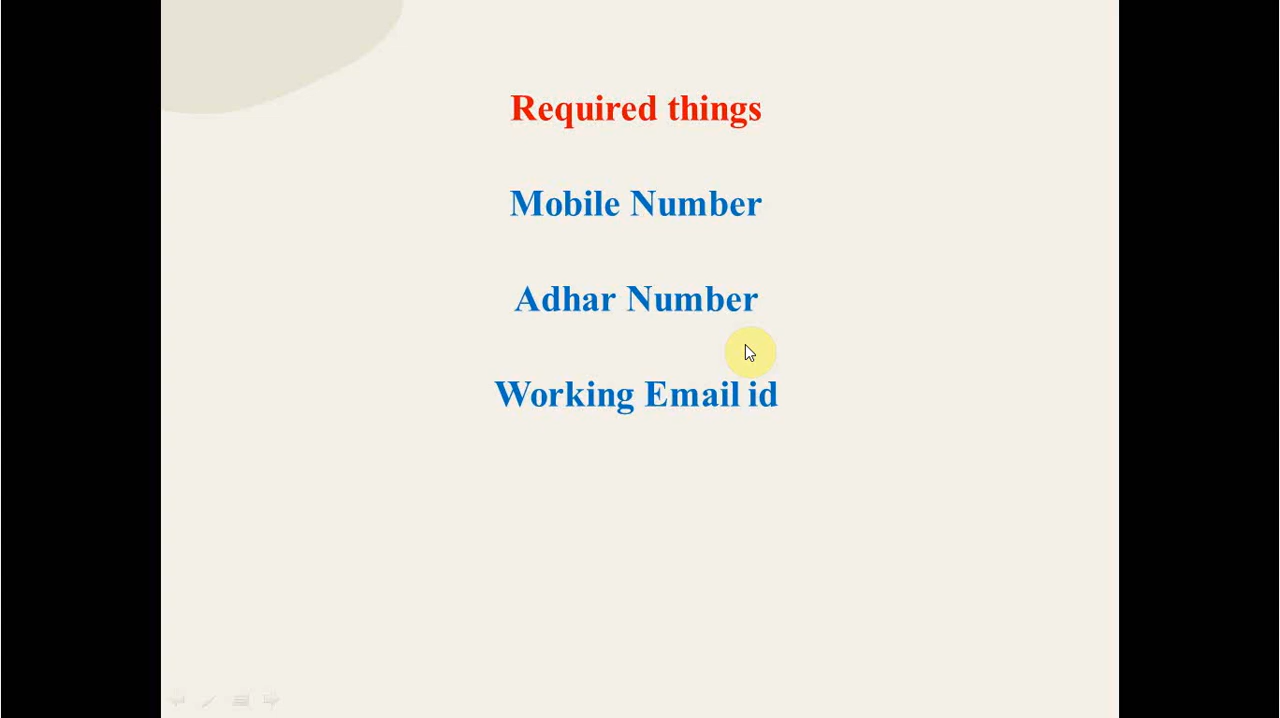 Required things
Mobile Number
Adhar Number
Working Email id